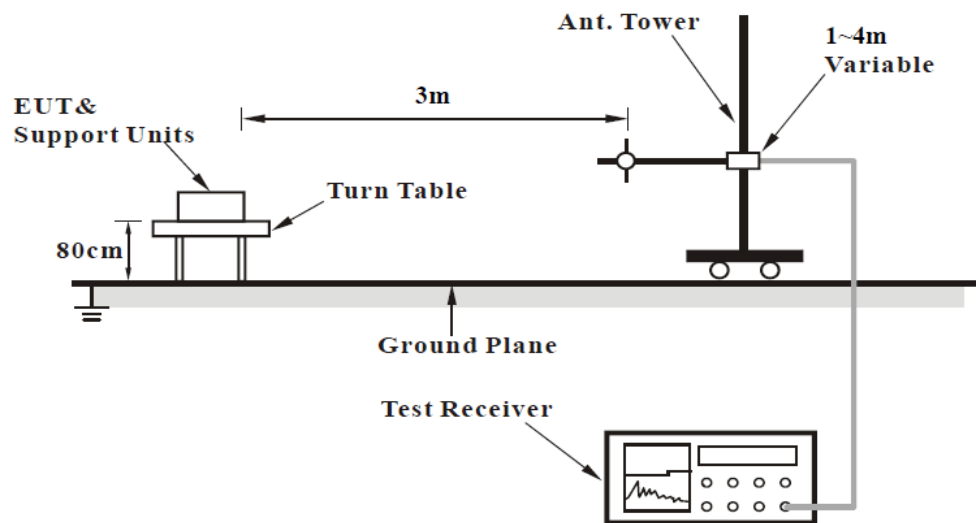 Ant. Tower
1~4m
Variable
3m
EUT&
Support Units
Turn Table
80cm
Ground Plane
Test Receiver